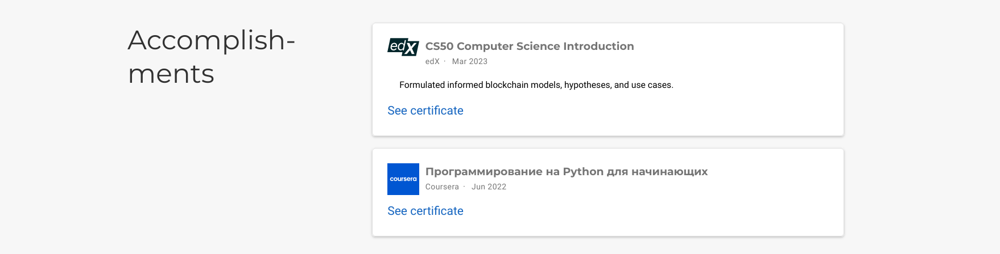 Accomplish-
ments
edX
CS50 Computer Science Introduction
edX · Mar 2023
Formulated informed blockchain models, hypotheses, and use cases.
See certificate
coursera
Программирование на Python для начинающих
Coursera · Jun 2022
See certificate